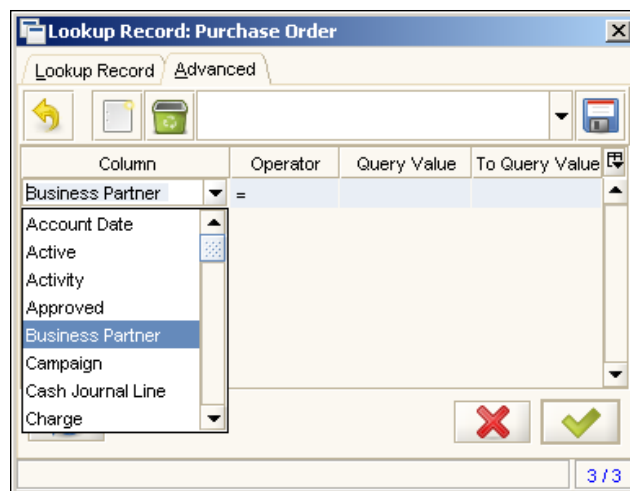 Lookup Record: Purchase Order
Lookup Record Advanced
Column Operator Query Value To Query Value
Business Partner =
Account Date
Active
Activity
Approved
Business Partner
Campaign
Cash Journal Line
Charge
3 / 3